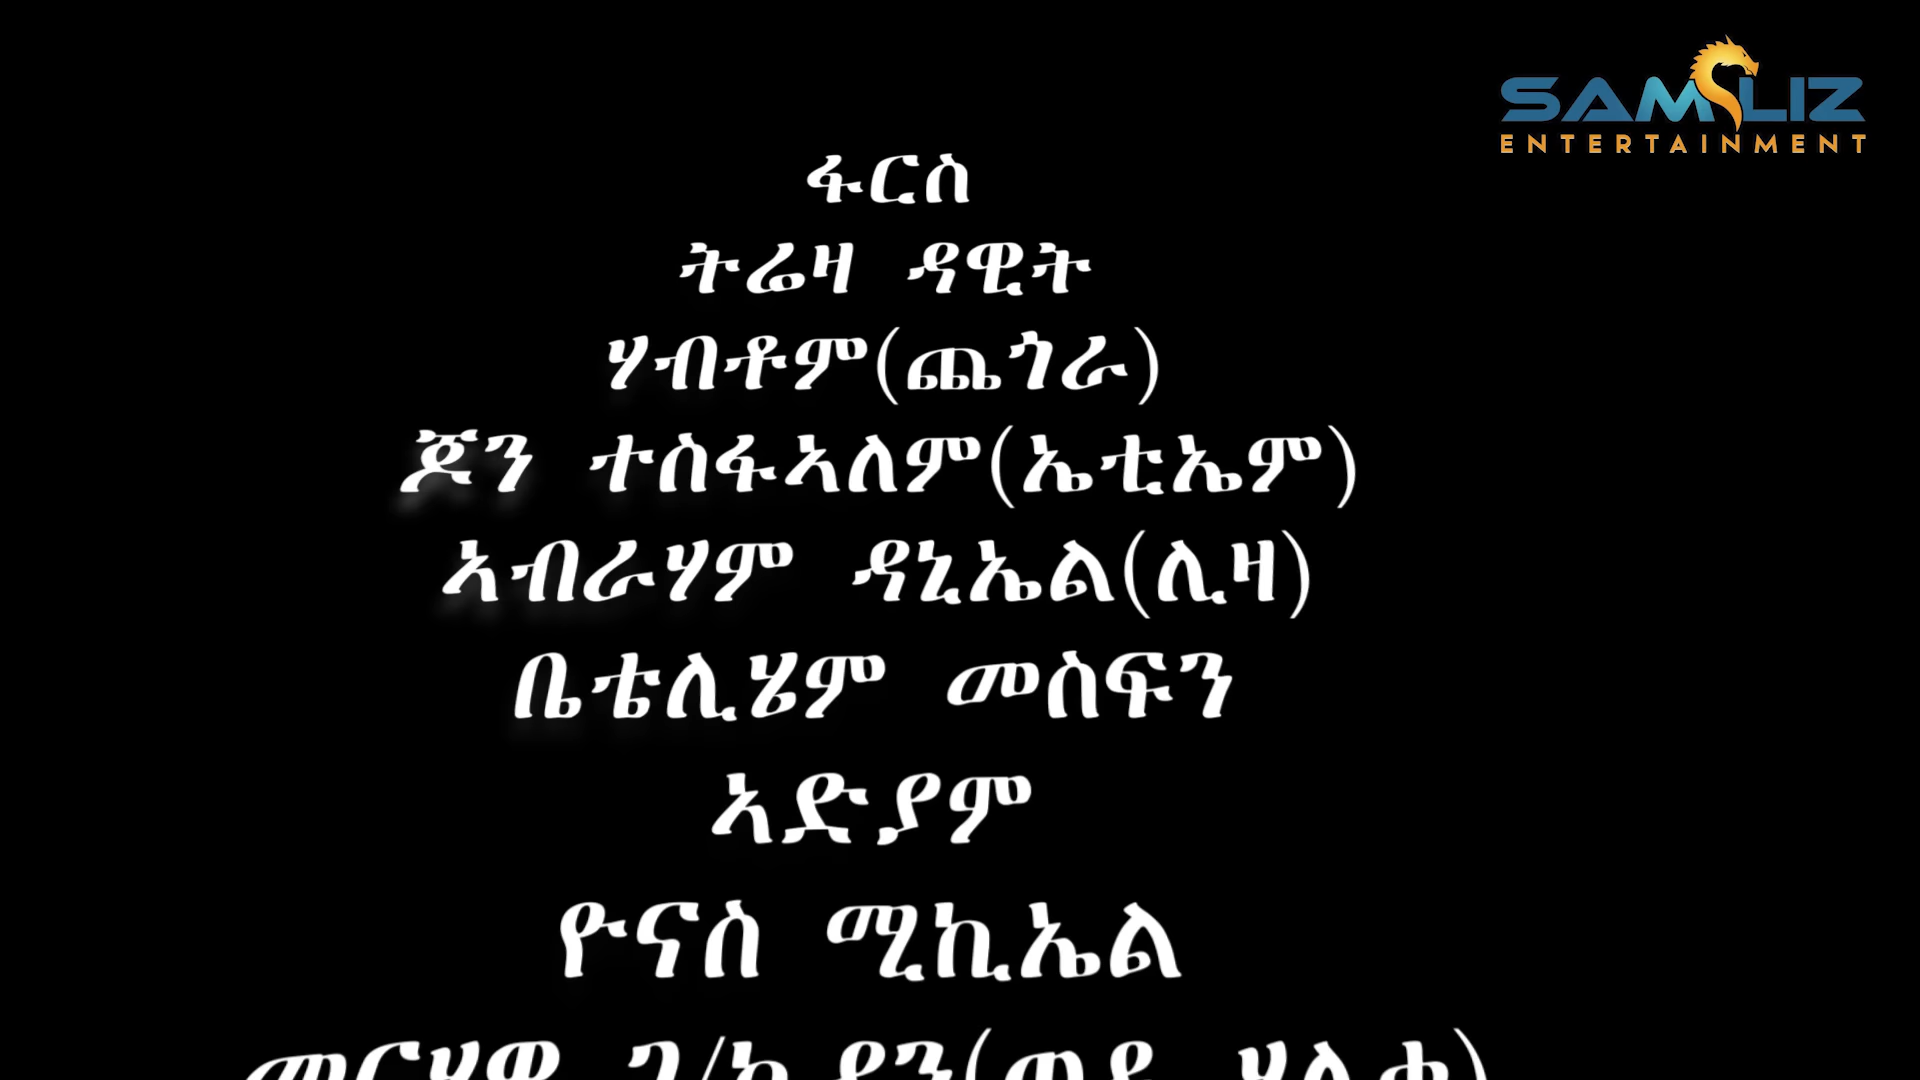 SAMLIZ
ENTERTAINMENT
ፋርስ
ትሬዛ ዳዊት
ሃብቶም(ጨጎራ)
ጆን ተስፋኣለም(ኤቲኤም)
ኣብራሃም ዳኒኤል(ሊዛ)
ቤቴሊሄም መስፍን
ኣድያም
ዮናስ ሚኪኤል